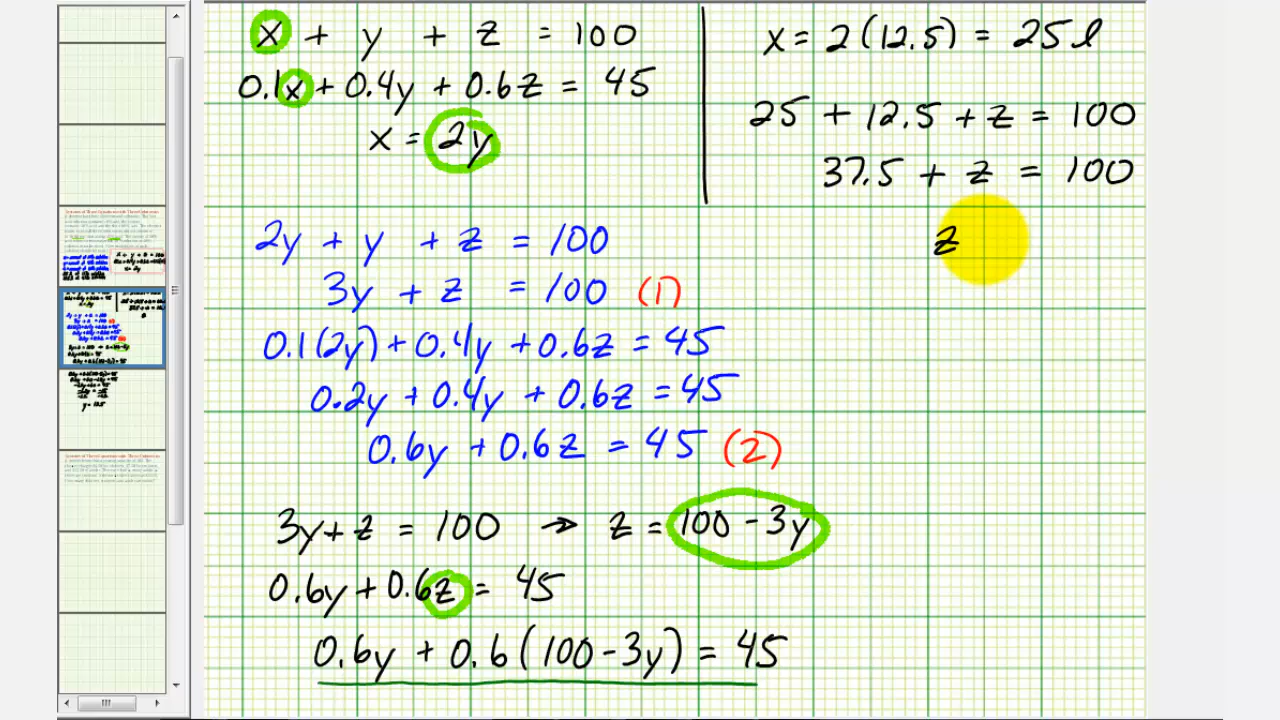 x + y + z = 100
0.1x + 0.4y + 0.6z = 45
x = 2y
2y + y + z = 100
3y + z = 100 (1)
0.1(2y) + 0.4y + 0.6z = 45
0.2y + 0.4y + 0.6z = 45
0.6y + 0.6z = 45 (2)
3y + z = 100 → z = 100 - 3y
0.6y + 0.6z = 45
0.6y + 0.6(100 - 3y) = 45
x = 2(12.5) = 25l
25 + 12.5 + z = 100
37.5 + z = 100
z